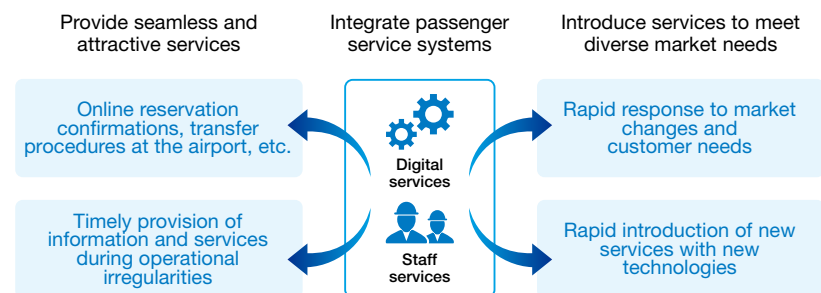 Provide seamless and
attractive services
Integrate passenger
service systems
Introduce services to meet
diverse market needs
Online reservation
confirmations, transfer
procedures at the airport, etc.
Timely provision of
information and services
during operational
irregularities
Digital
services
Staff
services
Rapid response to market
changes and
customer needs
Rapid introduction of new
services with new
technologies